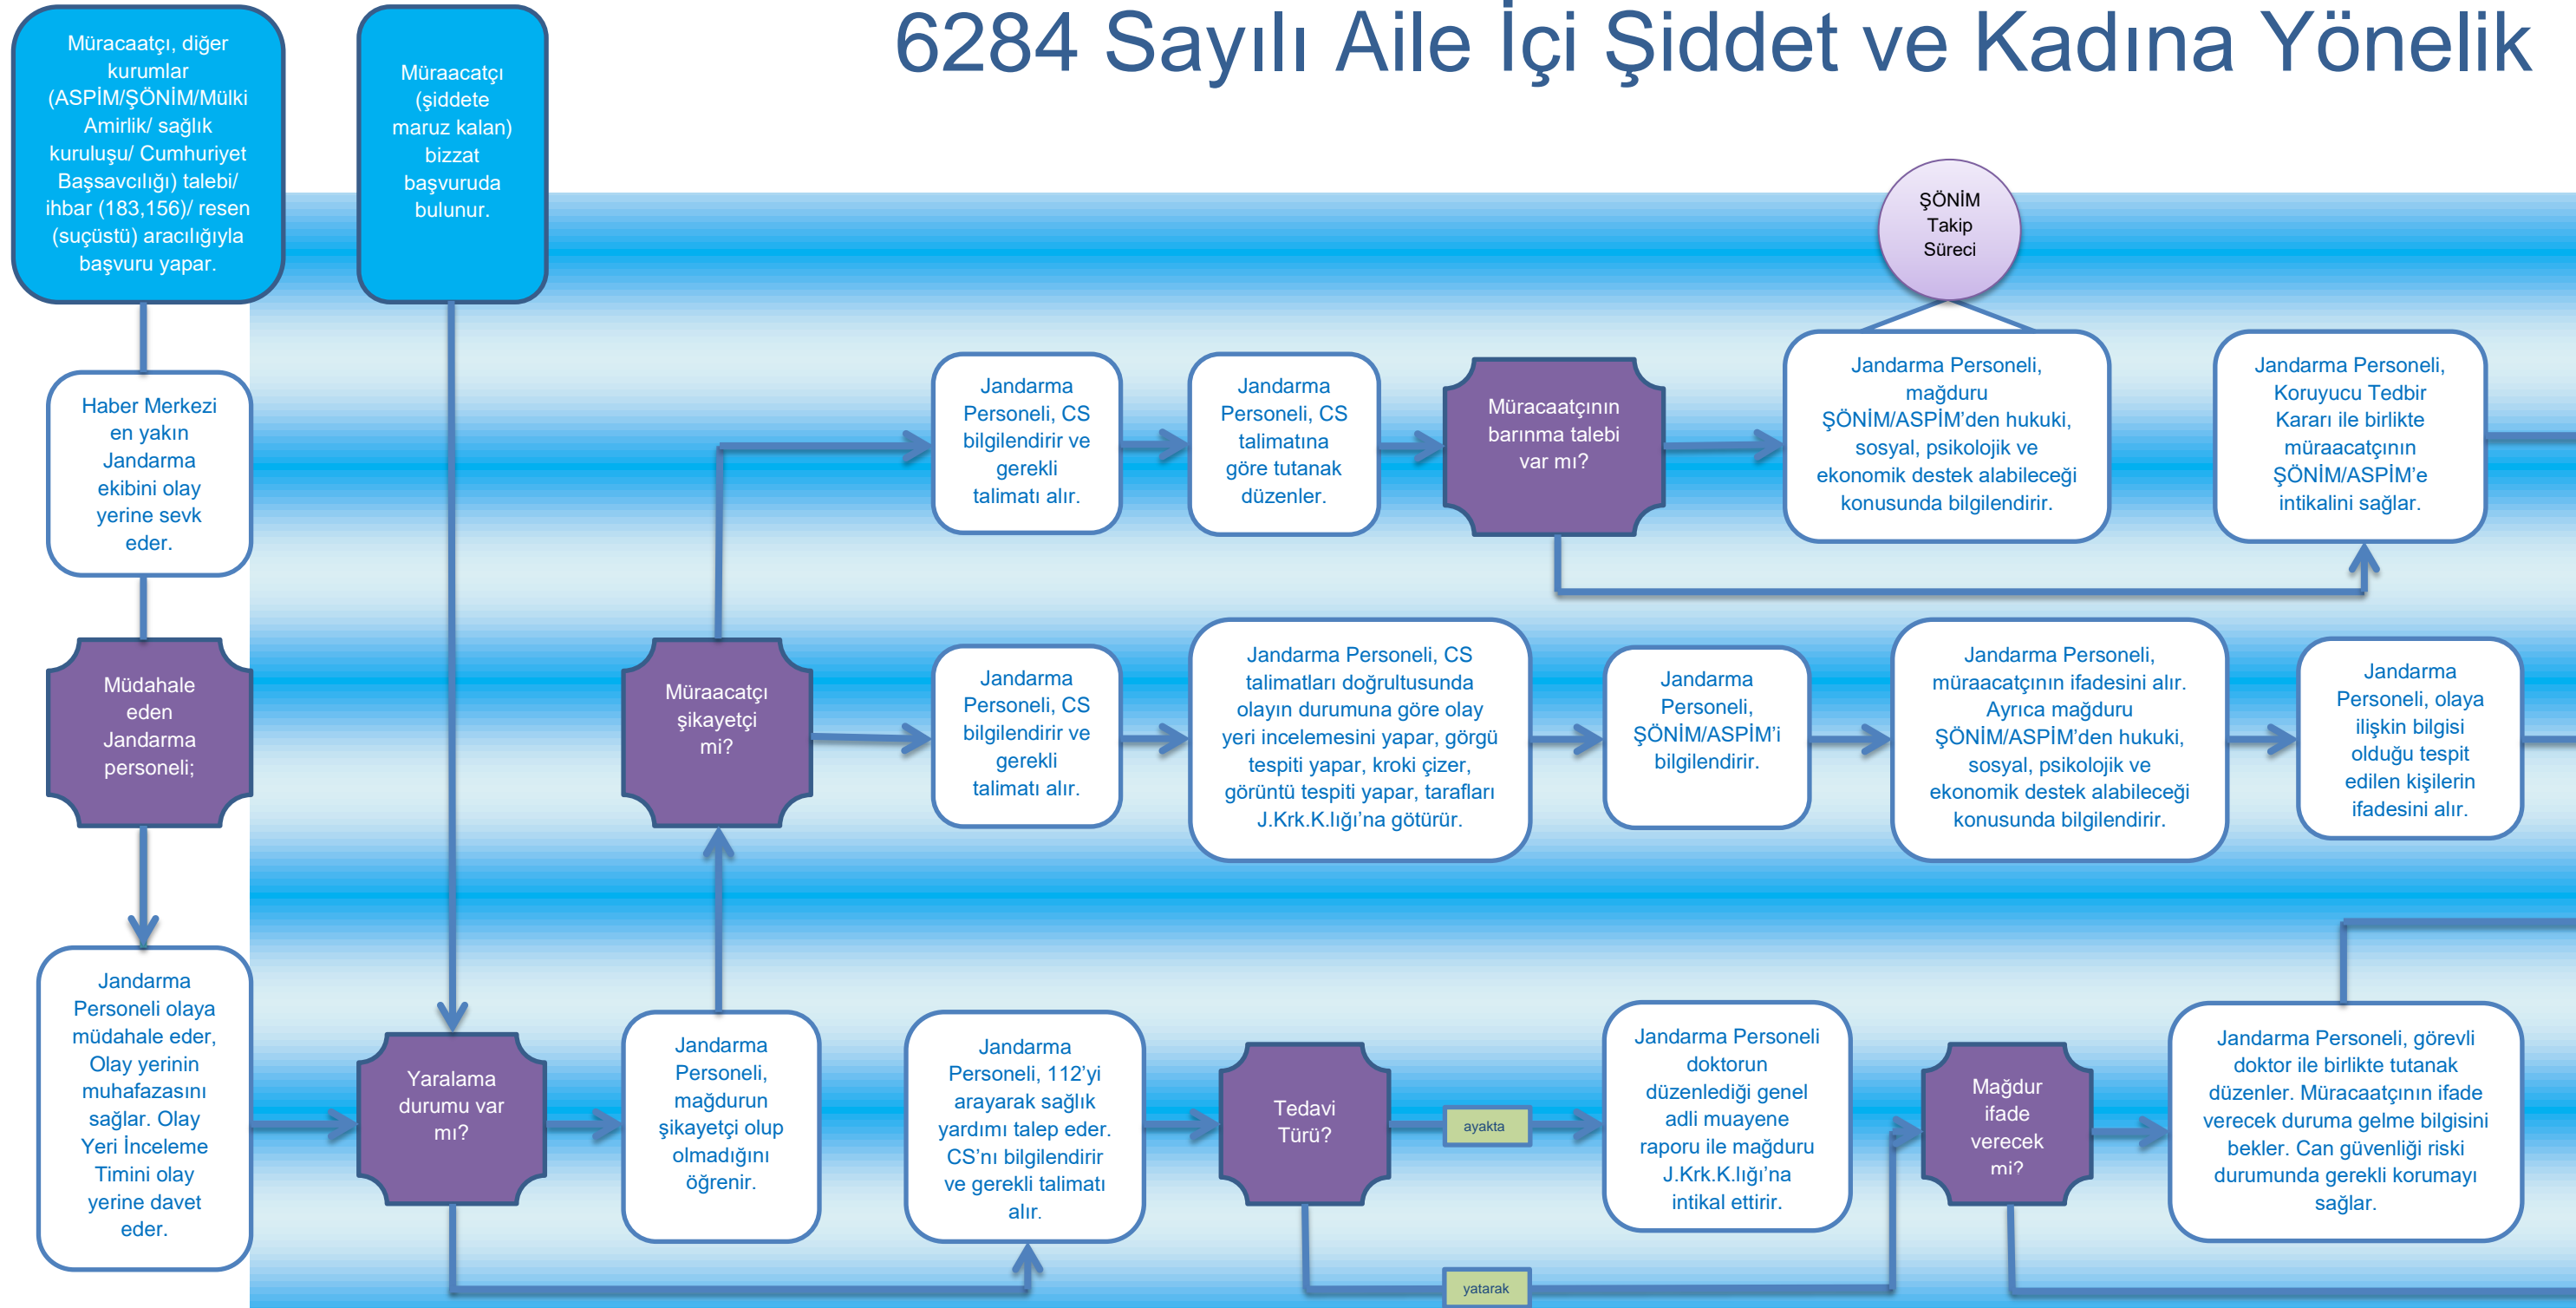 6284 Sayılı Aile İçi Şiddet ve Kadına Yönelik
Müracaatçı, diğer
kurumlar
(ASPİM/ŞÖNİM/Mülki
Amirlik/ sağlık
kuruluşu/ Cumhuriyet
Başsavcılığı) talebi/
ihbar (183,156)/ resen
(suçüstü) aracılığıyla
başvuru yapar.
Müraacatçı
(şiddete
maruz kalan)
bizzat
başvuruda
bulunur.
ŞÖNİM
Takip
Süreci
Haber Merkezi
en yakın
Jandarma
ekibini olay
yerine sevk
eder.
Jandarma
Personeli, CS
bilgilendirir ve
gerekli
talimatı alır.
Jandarma
Personeli, CS
talimatına
göre tutanak
düzenler.
Müracaatçının
barınma talebi
var mı?
Jandarma Personeli,
mağduru
ŞÖNİM/ASPİM’den hukuki,
sosyal, psikolojik ve
ekonomik destek alabileceği
konusunda bilgilendirir.
Jandarma Personeli,
Koruyucu Tedbir
Kararı ile birlikte
müraacatçının
ŞÖNİM/ASPİM’e
intikalini sağlar.
Müdahale
eden
Jandarma
personeli;
Müraacatçı
şikayetçi
mi?
Jandarma
Personeli, CS
bilgilendirir ve
gerekli
talimatı alır.
Jandarma Personeli, CS
talimatları doğrultusunda
olayın durumuna göre olay
yeri incelemesini yapar, görgü
tespiti yapar, kroki çizer,
görüntü tespiti yapar, tarafları
J.Krk.K.lığı’na götürür.
Jandarma
Personeli,
ŞÖNİM/ASPİM’i
bilgilendirir.
Jandarma Personeli,
müraacatçının ifadesini alır.
Ayrıca mağduru
ŞÖNİM/ASPİM’den hukuki,
sosyal, psikolojik ve
ekonomik destek alabileceği
konusunda bilgilendirir.
Jandarma
Personeli, olaya
ilişkin bilgisi
olduğu tespit
edilen kişilerin
ifadesini alır.
Jandarma
Personeli olaya
müdahale eder,
Olay yerinin
muhafazasını
sağlar. Olay
Yeri İnceleme
Timini olay
yerine davet
eder.
Yaralama
durumu var
mı?
Jandarma
Personeli,
mağdurun
şikayetçi olup
olmadığını
öğrenir.
Jandarma
Personeli, 112’yi
arayarak sağlık
yardımı talep eder.
CS’nı bilgilendirir
ve gerekli talimatı
alır.
Tedavi
Türü?
ayakta
yatarak
Jandarma Personeli
doktorun
düzenlediği genel
adli muayene
raporu ile mağduru
J.Krk.K.lığı’na
intikal ettirir.
Mağdur
ifade
verecek
mi?
Jandarma Personeli, görevli
doktor ile birlikte tutanak
düzenler. Müracaatçının ifade
verecek duruma gelme bilgisini
bekler. Can güvenliği riski
durumunda gerekli korumayı
sağlar.